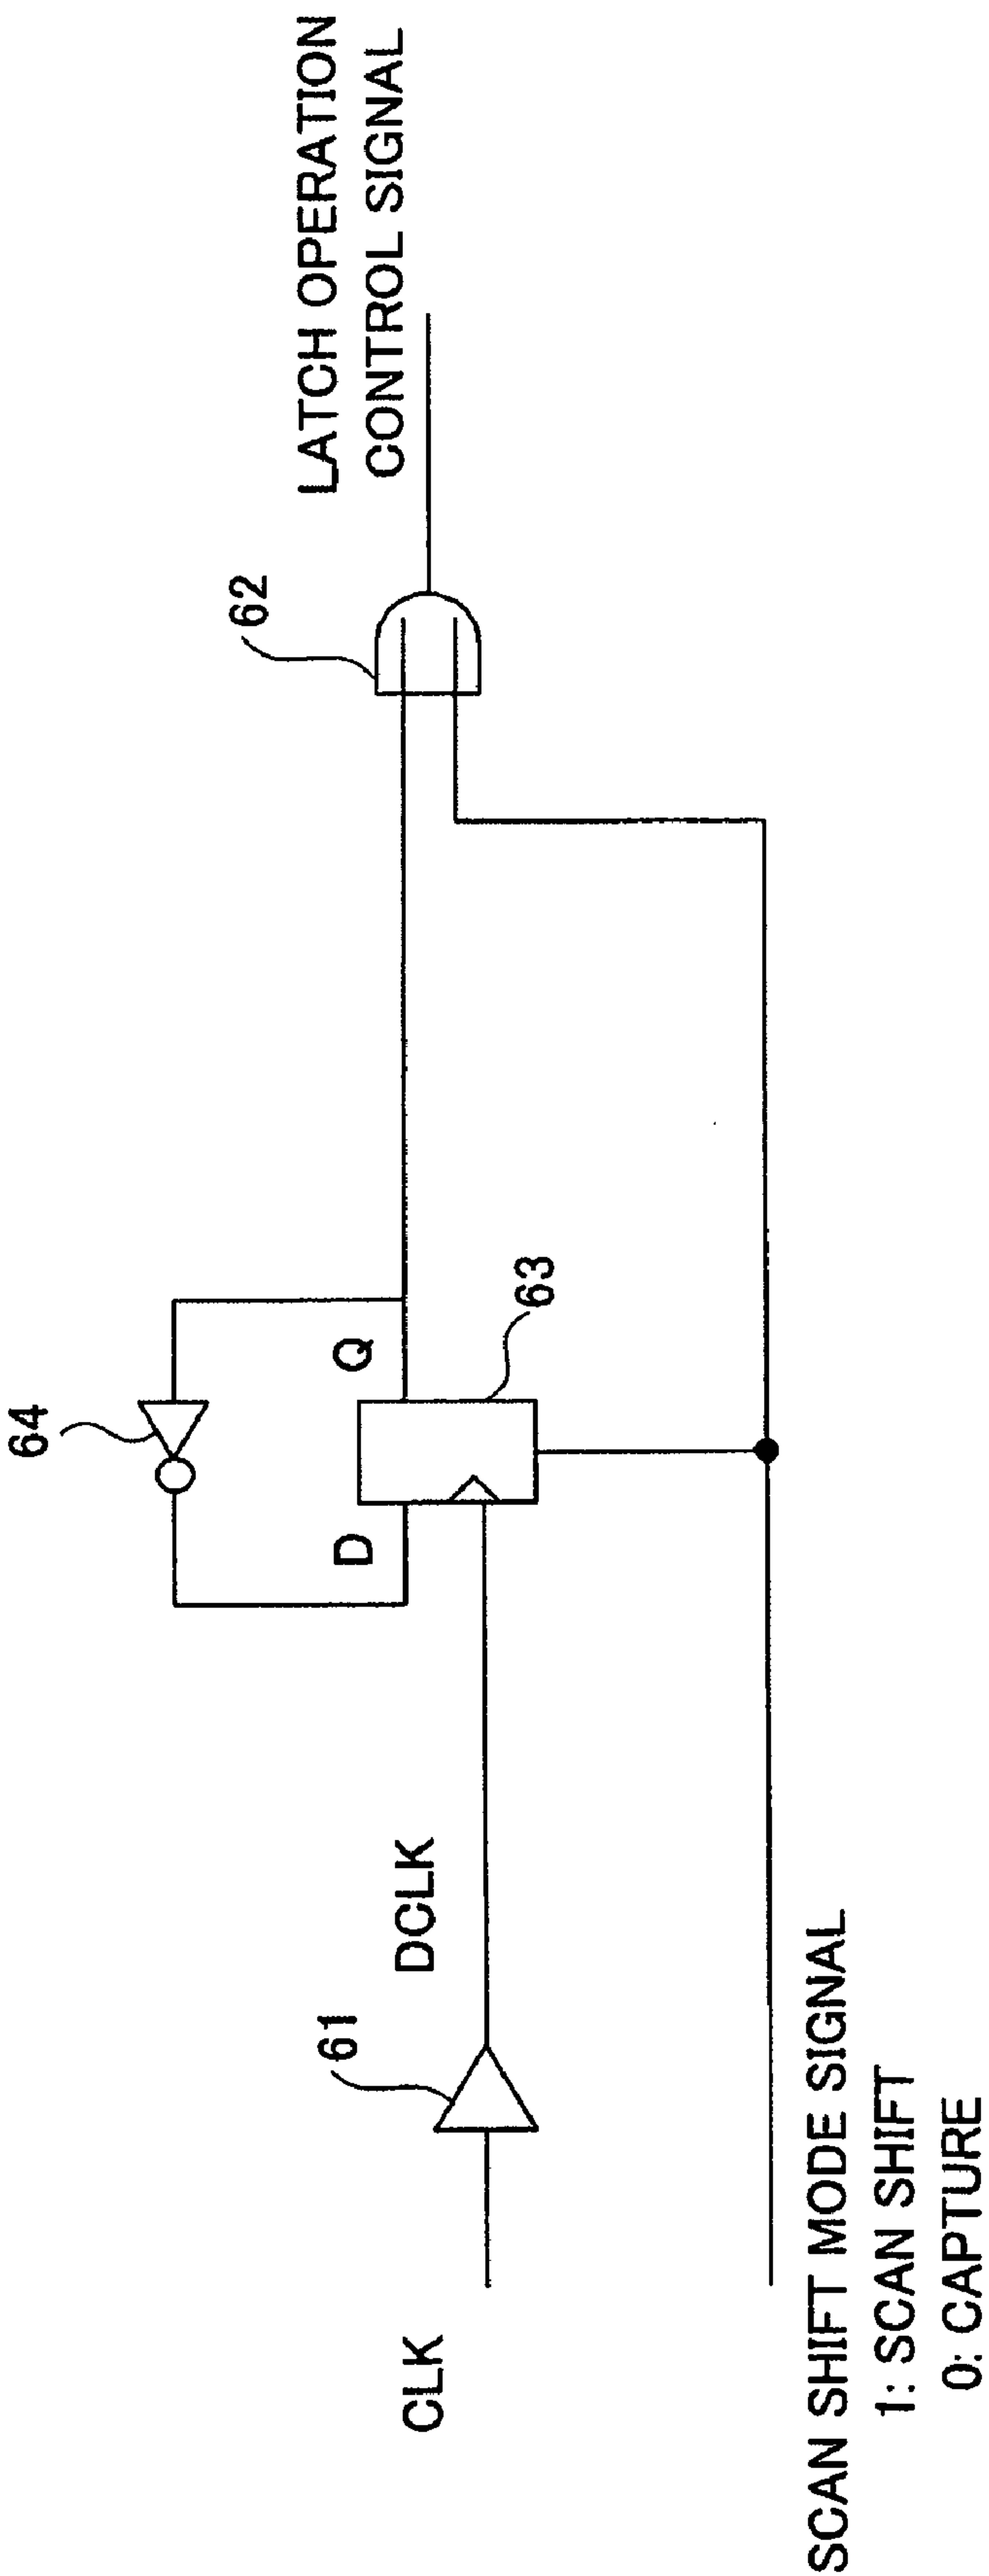 LATCH OPERATION
CONTROL SIGNAL
62
64
Q
D
63
61
DCLK
CLK
SCAN SHIFT MODE SIGNAL
1: SCAN SHIFT
0: CAPTURE